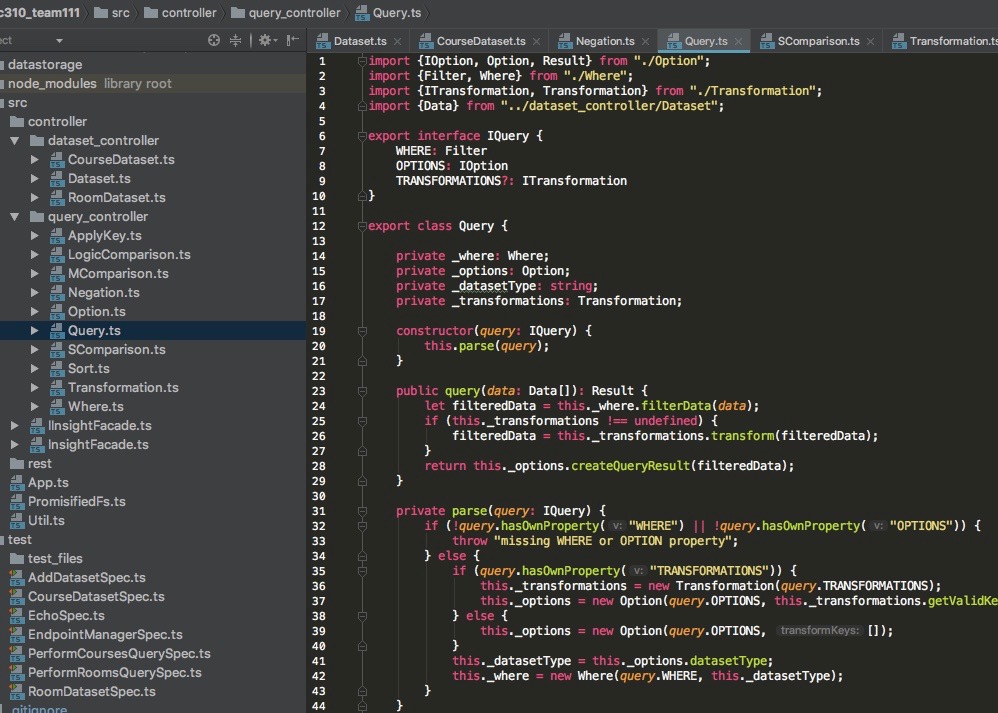 c310_team111 src controller query_controller Query.ts
Dataset.ts CourseDataset.ts Negation.ts Query.ts SComparison.ts Transformation.ts
datastorage
node_modules library root
src
controller
dataset_controller
CourseDataset.ts
Dataset.ts
RoomDataset.ts
query_controller
ApplyKey.ts
LogicComparison.ts
MComparison.ts
Negation.ts
Option.ts
Query.ts
SComparison.ts
Sort.ts
Transformation.ts
Where.ts
IInsightFacade.ts
InsightFacade.ts
rest
App.ts
PromisifiedFs.ts
Util.ts
test
test_files
AddDatasetSpec.ts
CourseDatasetSpec.ts
EchoSpec.ts
EndpointManagerSpec.ts
PerformCoursesQuerySpec.ts
PerformRoomsQuerySpec.ts
RoomDatasetSpec.ts
.gitignore
1 import {IOption, Option, Result} from "./Option";
2 import {Filter, Where} from "./Where";
3 import {ITransformation, Transformation} from "./Transformation";
4 import {Data} from "../dataset_controller/Dataset";
5
6 export interface IQuery {
7 WHERE: Filter
8 OPTIONS: IOption
9 TRANSFORMATIONS?: ITransformation
10 }
11
12 export class Query {
13
14 private _where: Where;
15 private _options: Option;
16 private _datasetType: string;
17 private _transformations: Transformation;
18
19 constructor(query: IQuery) {
20 this.parse(query);
21 }
22
23 public query(data: Data[]): Result {
24 let filteredData = this._where.filterData(data);
25 if (this._transformations !== undefined) {
26 filteredData = this._transformations.transform(filteredData);
27 }
28 return this._options.createQueryResult(filteredData);
29 }
30
31 private parse(query: IQuery) {
32 if (!query.hasOwnProperty( v: "WHERE") || !query.hasOwnProperty( v: "OPTIONS")) {
33 throw "missing WHERE or OPTION property";
34 } else {
35 if (query.hasOwnProperty( v: "TRANSFORMATIONS")) {
36 this._transformations = new Transformation(query.TRANSFORMATIONS);
37 this._options = new Option(query.OPTIONS, this._transformations.getValidKe
38 } else {
39 this._options = new Option(query.OPTIONS, transformKeys: []);
40 }
41 this._datasetType = this._options.datasetType;
42 this._where = new Where(query.WHERE, this._datasetType);
43 }
44 }